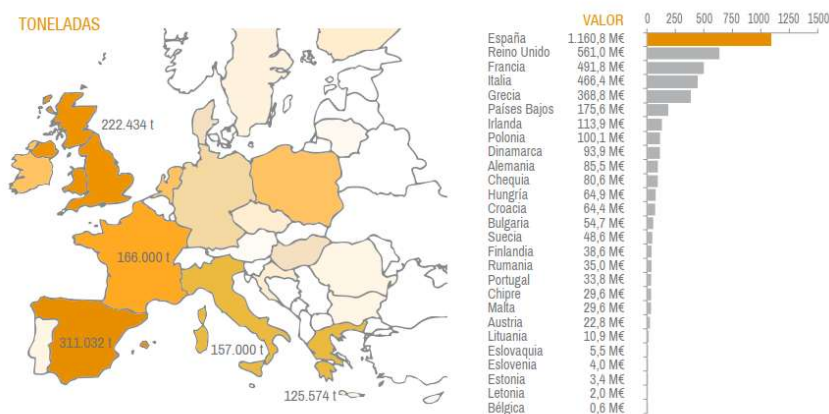 TONELADAS
222.434 t
166.000 t
311.032 t
157.000 t
125.574 t
VALOR
0 250 500 750 1000 1250 1500
España 1.160,8 M€
Reino Unido 561,0 M€
Francia 491,8 M€
Italia 466,4 M€
Grecia 368,8 M€
Países Bajos 175,6 M€
Irlanda 113,9 M€
Polonia 100,1 M€
Dinamarca 93,9 M€
Alemania 85,5 M€
Chequia 80,6 M€
Hungría 64,9 M€
Croacia 64,4 M€
Bulgaria 54,7 M€
Suecia 48,6 M€
Finlandia 38,6 M€
Rumania 35,0 M€
Portugal 33,8 M€
Chipre 29,6 M€
Malta 29,6 M€
Austria 22,8 M€
Lituania 10,9 M€
Eslovaquia 5,5 M€
Eslovenia 4,0 M€
Estonia 3,4 M€
Letonia 2,0 M€
Bélgica 0,6 M€